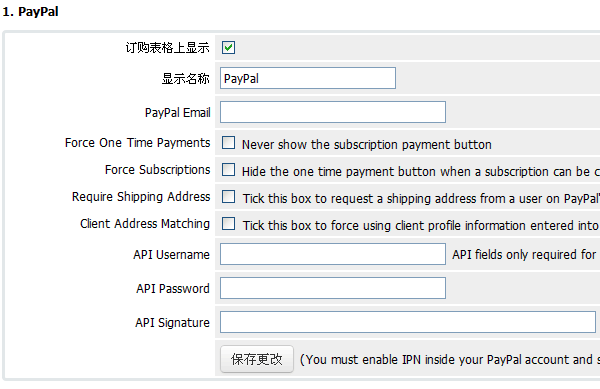 1. PayPal
订购表格上显示
显示名称 PayPal
PayPal Email
Force One Time Payments Never show the subscription payment button
Force Subscriptions Hide the one time payment button when a subscription can be c
Require Shipping Address Tick this box to request a shipping address from a user on PayPal'
Client Address Matching Tick this box to force using client profile information entered into
API Username API fields only required for
API Password
API Signature
保存更改 (You must enable IPN inside your PayPal account and s